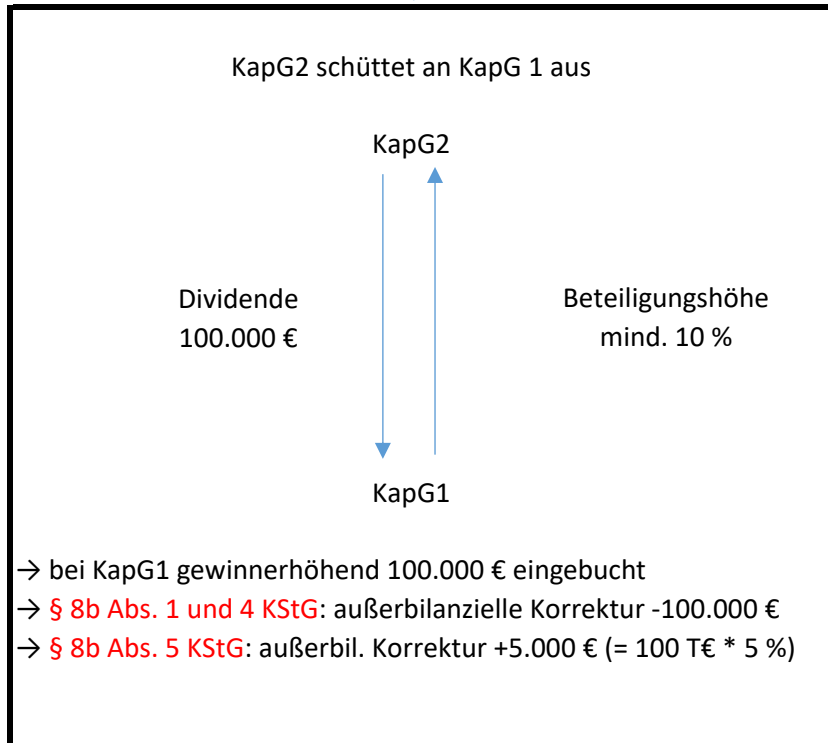 KapG2 schüttet an KapG 1 aus
KapG2
Dividende
100.000 €
Beteiligungshöhe
mind. 10 %
KapG1
→ bei KapG1 gewinnerhöhend 100.000 € eingebucht
→ § 8b Abs. 1 und 4 KStG: außerbilanzielle Korrektur -100.000 €
→ § 8b Abs. 5 KStG: außerbil. Korrektur +5.000 € (= 100 T€ * 5 %)